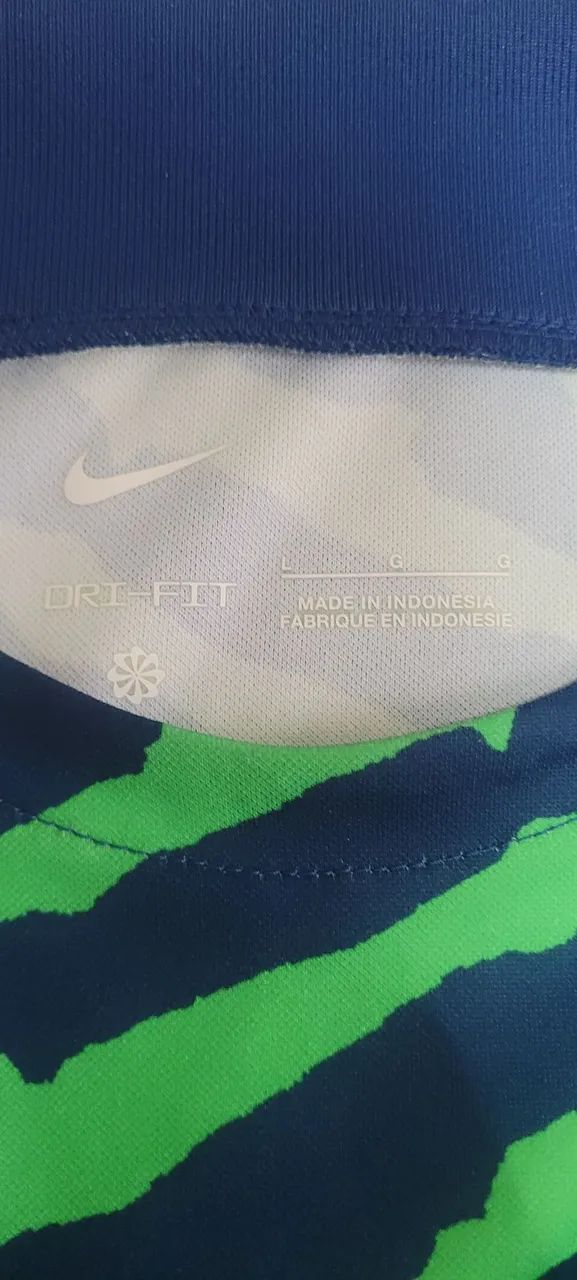 L G G
DRI-FIT
MADE IN INDONESIA
FABRIQUE EN INDONESIE